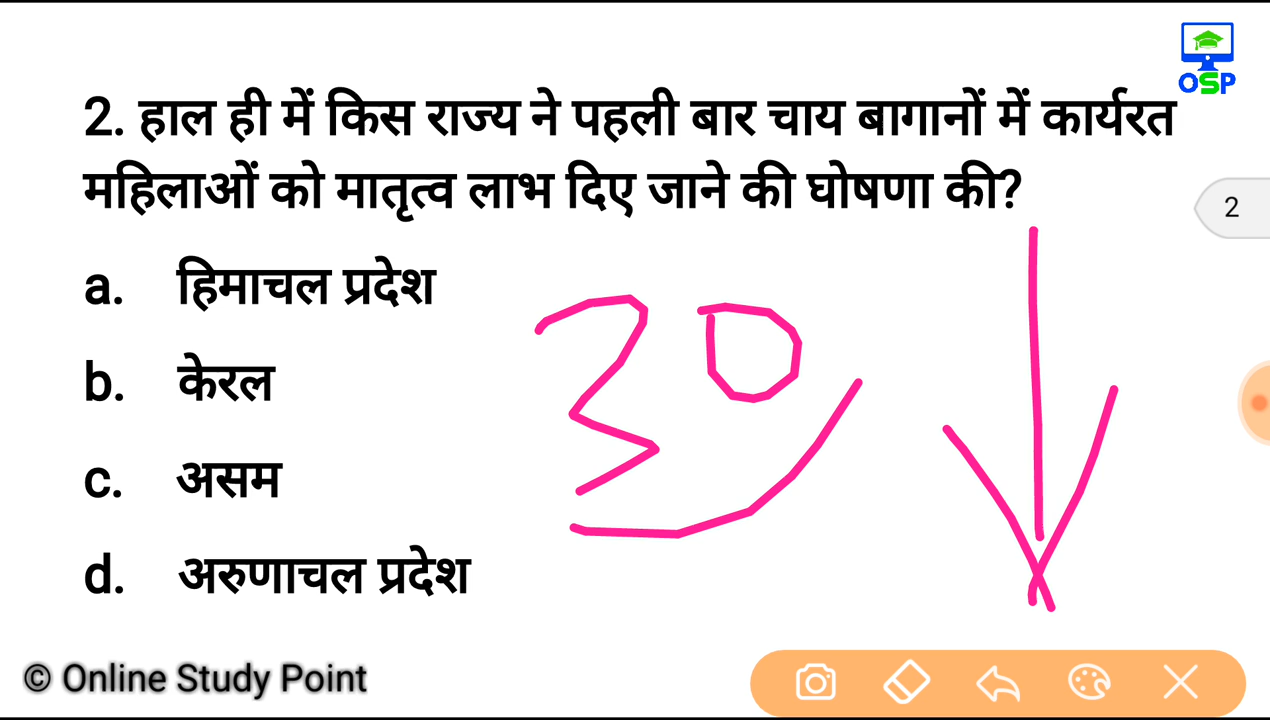 OSP
2. हाल ही में किस राज्य ने पहली बार चाय बागानों में कार्यरत
महिलाओं को मातृत्व लाभ दिए जाने की घोषणा की?
2
a. हिमाचल प्रदेश
30
b. केरल
c. असम
d. अरुणाचल प्रदेश
© Online Study Point